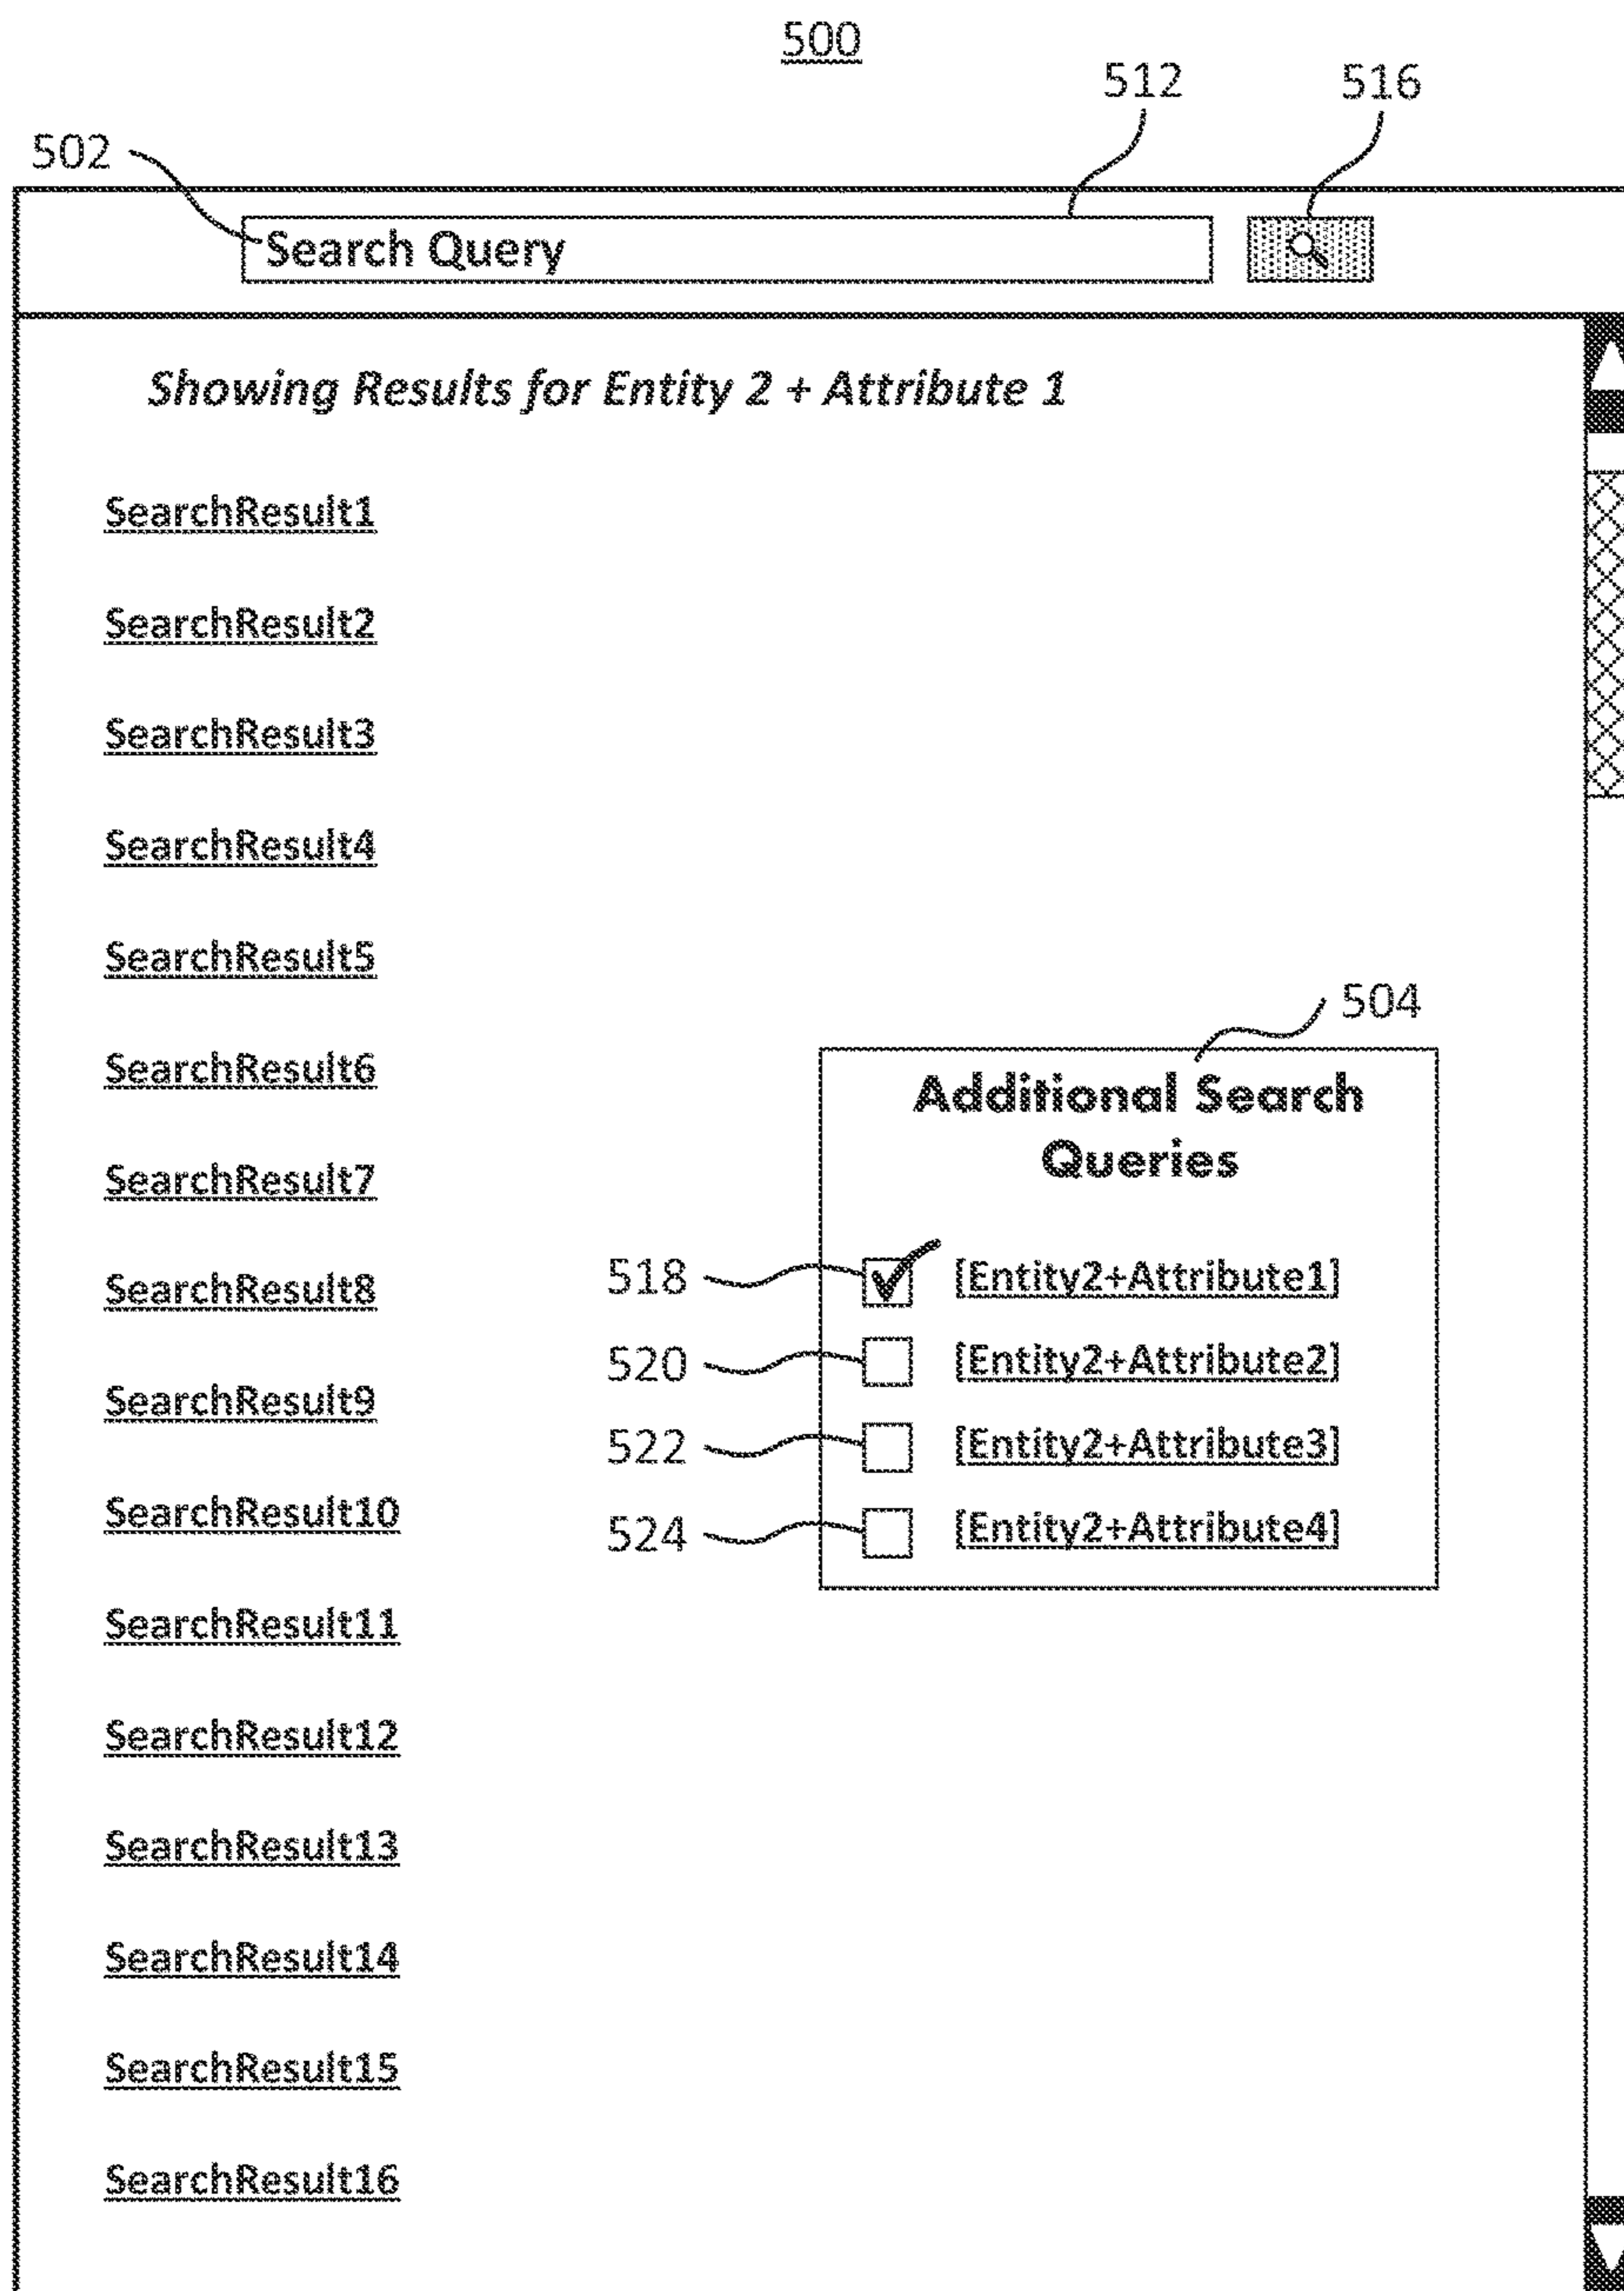 500
512 516
502
Search Query
Showing Results for Entity 2 + Attribute 1
SearchResult1
SearchResult2
SearchResult3
SearchResult4
SearchResult5
504
SearchResult6
Additional Search
Queries
SearchResult7
518 [Entity2+Attribute1]
SearchResult8
520 [Entity2+Attribute2]
SearchResult9
522 [Entity2+Attribute3]
SearchResult10
524 [Entity2+Attribute4]
SearchResult11
SearchResult12
SearchResult13
SearchResult14
SearchResult15
SearchResult16